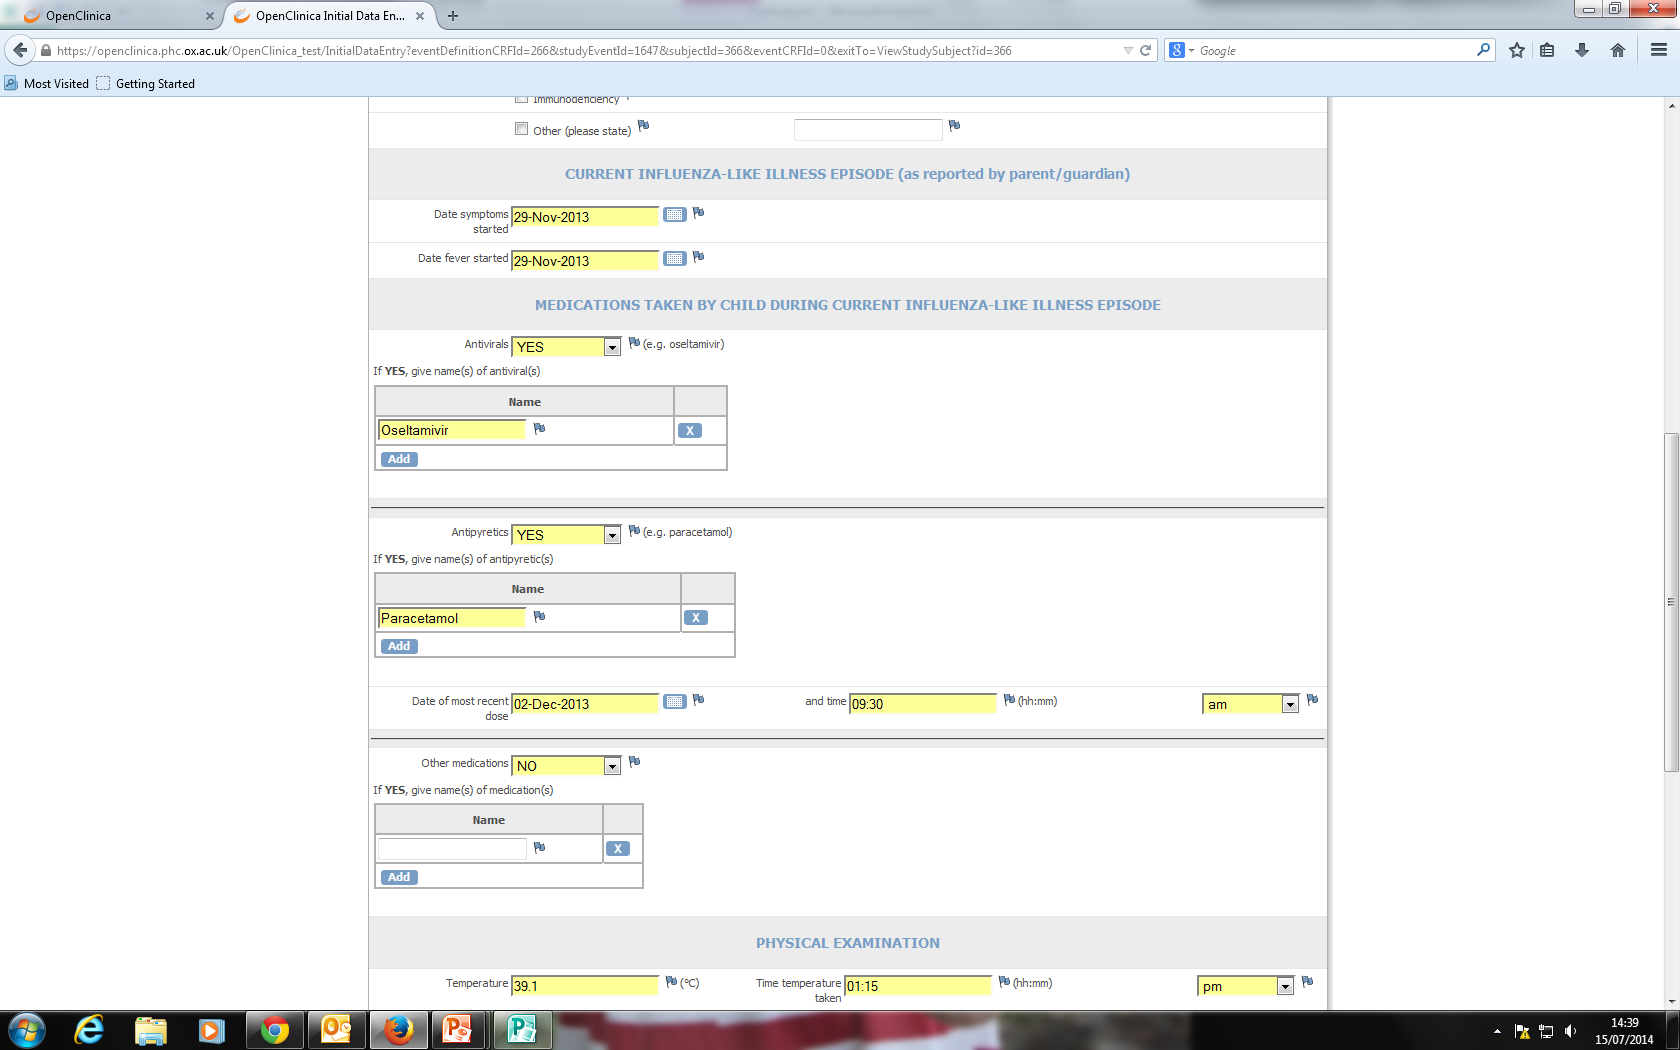 OpenClinica
OpenClinica Initial Data En...
https://openclinica.phc.ox.ac.uk/OpenClinica_test/InitialDataEntry?eventDefinitionCRFId=266&studyEventId=1647&subjectId=366&eventCRFId=0&exitTo=ViewStudySubject?id=366
Google
Most Visited Getting Started
Immunodeficiency
Other (please state)
CURRENT INFLUENZA-LIKE ILLNESS EPISODE (as reported by parent/guardian)
Date symptoms started 29-Nov-2013
Date fever started 29-Nov-2013
MEDICATIONS TAKEN BY CHILD DURING CURRENT INFLUENZA-LIKE ILLNESS EPISODE
Antivirals YES (e.g. oseltamivir)
If YES, give name(s) of antiviral(s)
Name
Oseltamivir X
Add
Antipyretics YES (e.g. paracetamol)
If YES, give name(s) of antipyretic(s)
Name
Paracetamol X
Add
Date of most recent dose 02-Dec-2013 and time 09:30 (hh:mm) am
Other medications NO
If YES, give name(s) of medication(s)
Name
X
Add
PHYSICAL EXAMINATION
Temperature 39.1 (°C) Time temperature taken 01:15 (hh:mm) pm
14:39
15/07/2014